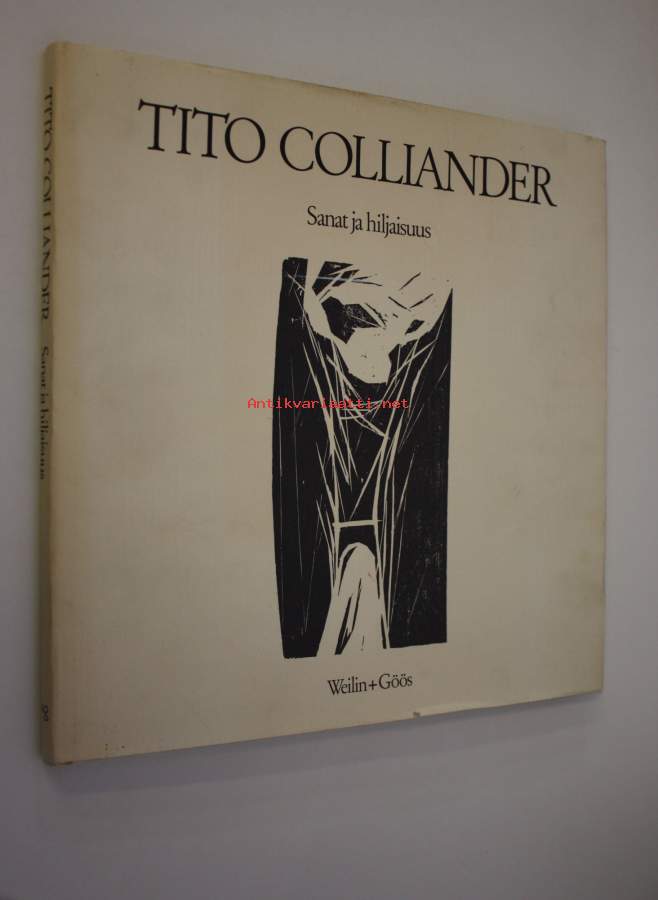 TITO COLLIANDER
Sanat ja hiljaisuus
Antikvariaatti.net
Weilin+Göös
TITO COLLIANDER Sanat ja hiljaisuus